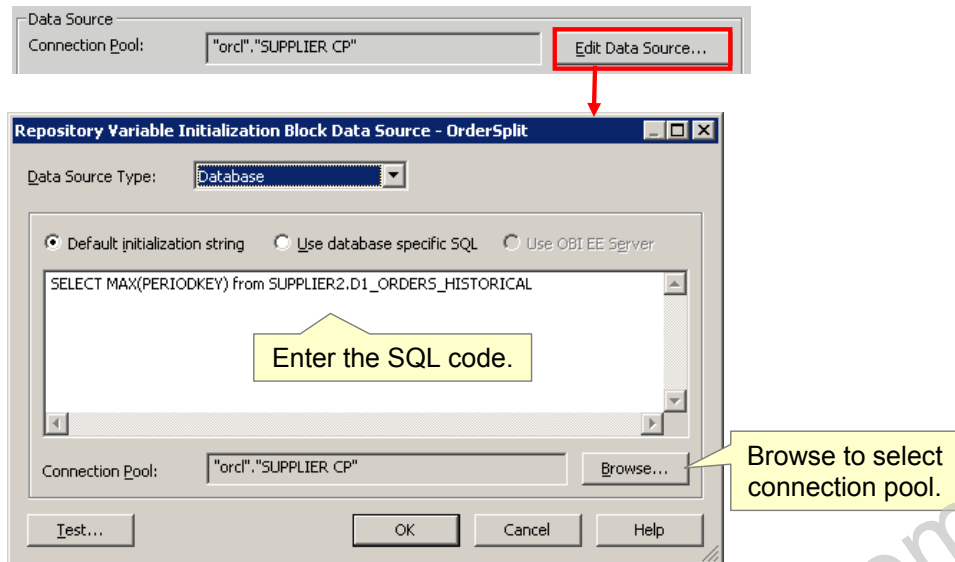 Data Source
Connection Pool: "orcl"."SUPPLIER CP" Edit Data Source...
Repository Variable Initialization Block Data Source - OrderSplit
Data Source Type: Database
Default initialization string Use database specific SQL Use OBI EE Server
SELECT MAX(PERIODKEY) from SUPPLIER2.D1_ORDERS_HISTORICAL
Enter the SQL code.
Connection Pool: "orcl"."SUPPLIER CP" Browse...
Browse to select
connection pool.
Test... OK Cancel Help